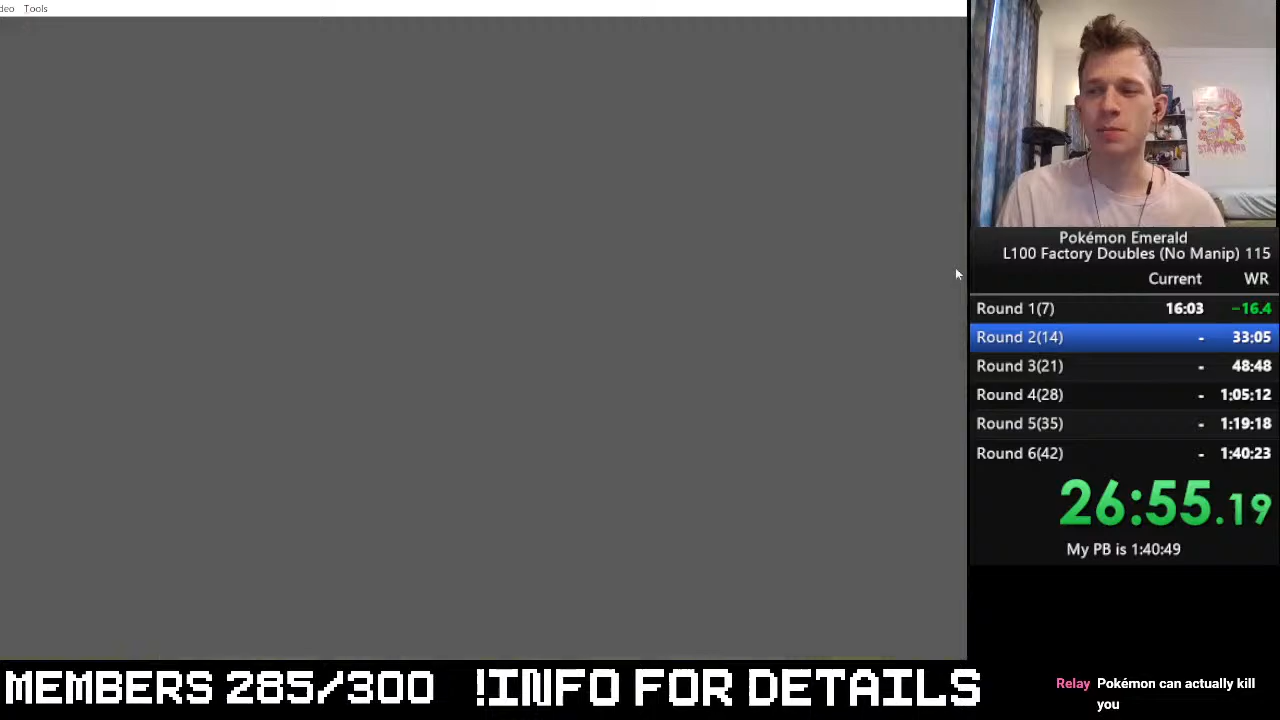 deo Tools
Pokémon Emerald
L100 Factory Doubles (No Manip) 115
Current WR
Round 1(7) 16:03 -16.4
Round 2(14) - 33:05
Round 3(21) - 48:48
Round 4(28) - 1:05:12
Round 5(35) - 1:19:18
Round 6(42) - 1:40:23
26:55.19
My PB is 1:40:49
MEMBERS 285/300 !INFO FOR DETAILS
Relay Pokémon can actually kill
you